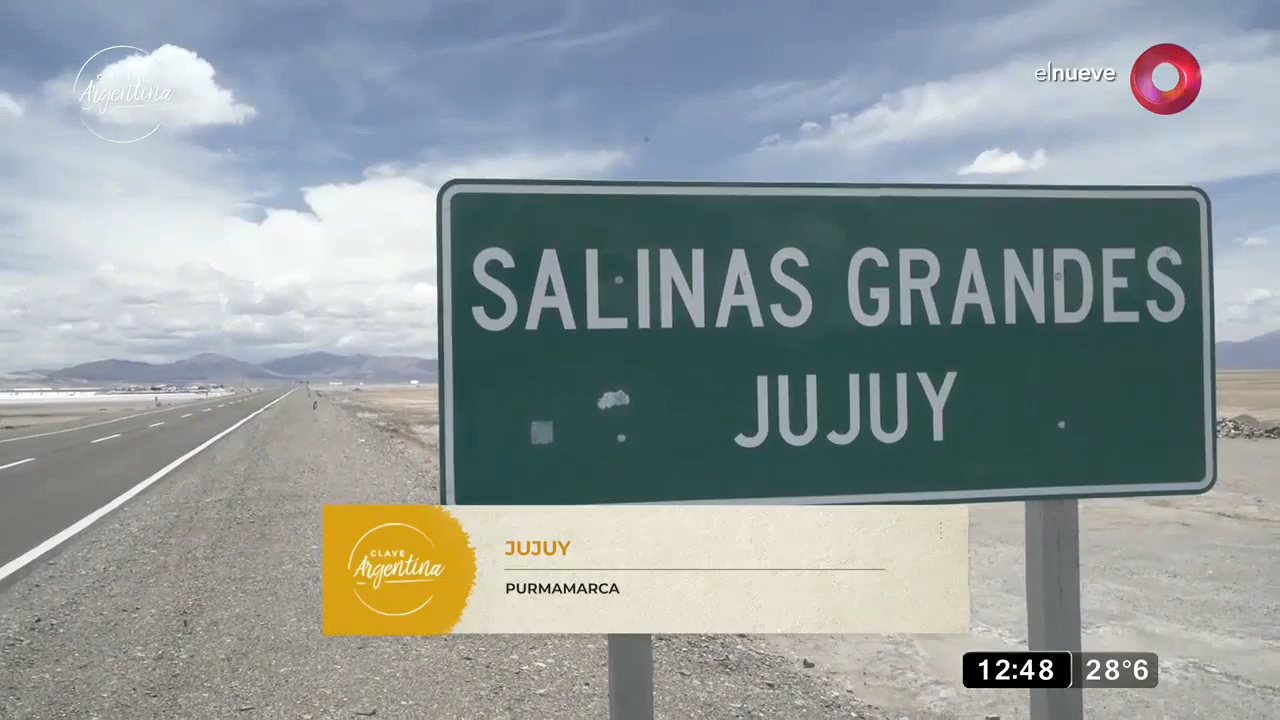 CLAVE
Argentina
elnueve
SALINAS GRANDES
JUJUY
CLAVE
Argentina
JUJUY
PURMAMARCA
12:48 28°6